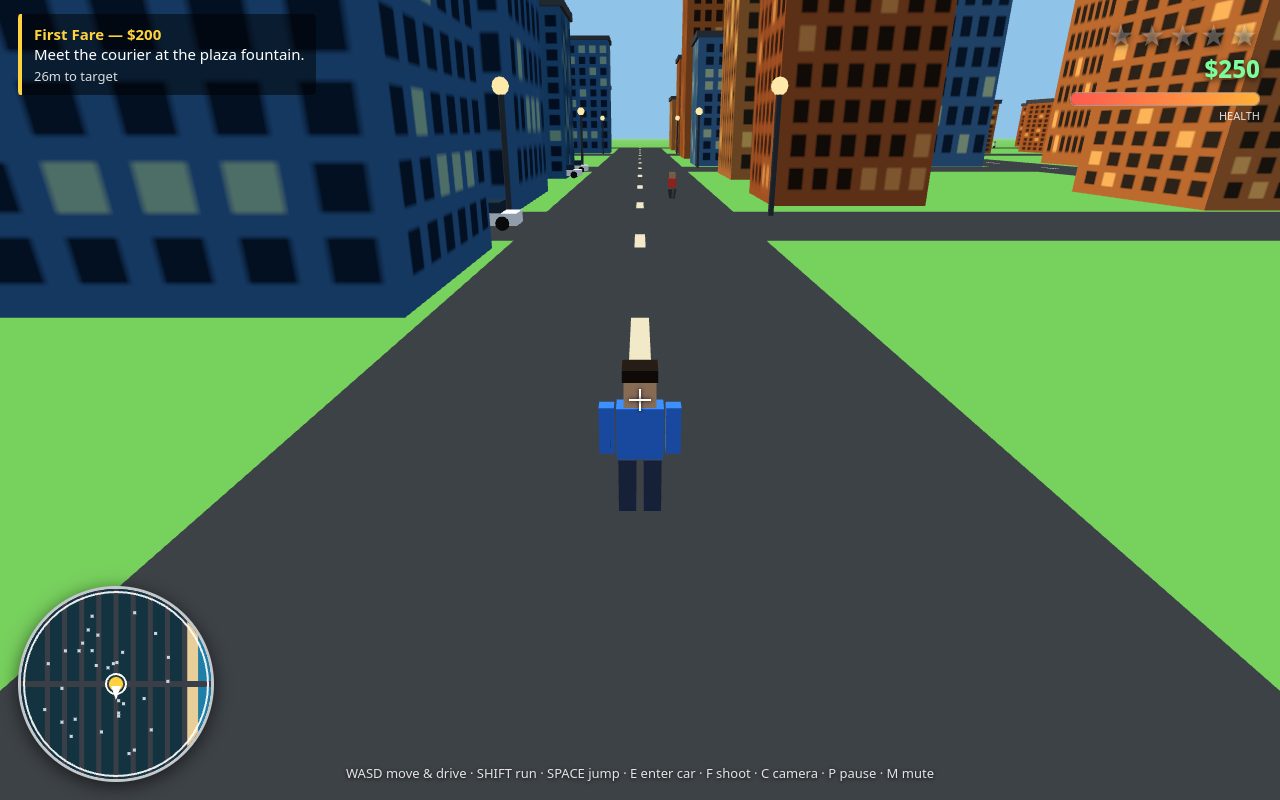 First Fare — $200
Meet the courier at the plaza fountain.
26m to target
$250
HEALTH
WASD move & drive · SHIFT run · SPACE jump · E enter car · F shoot · C camera · P pause · M mute